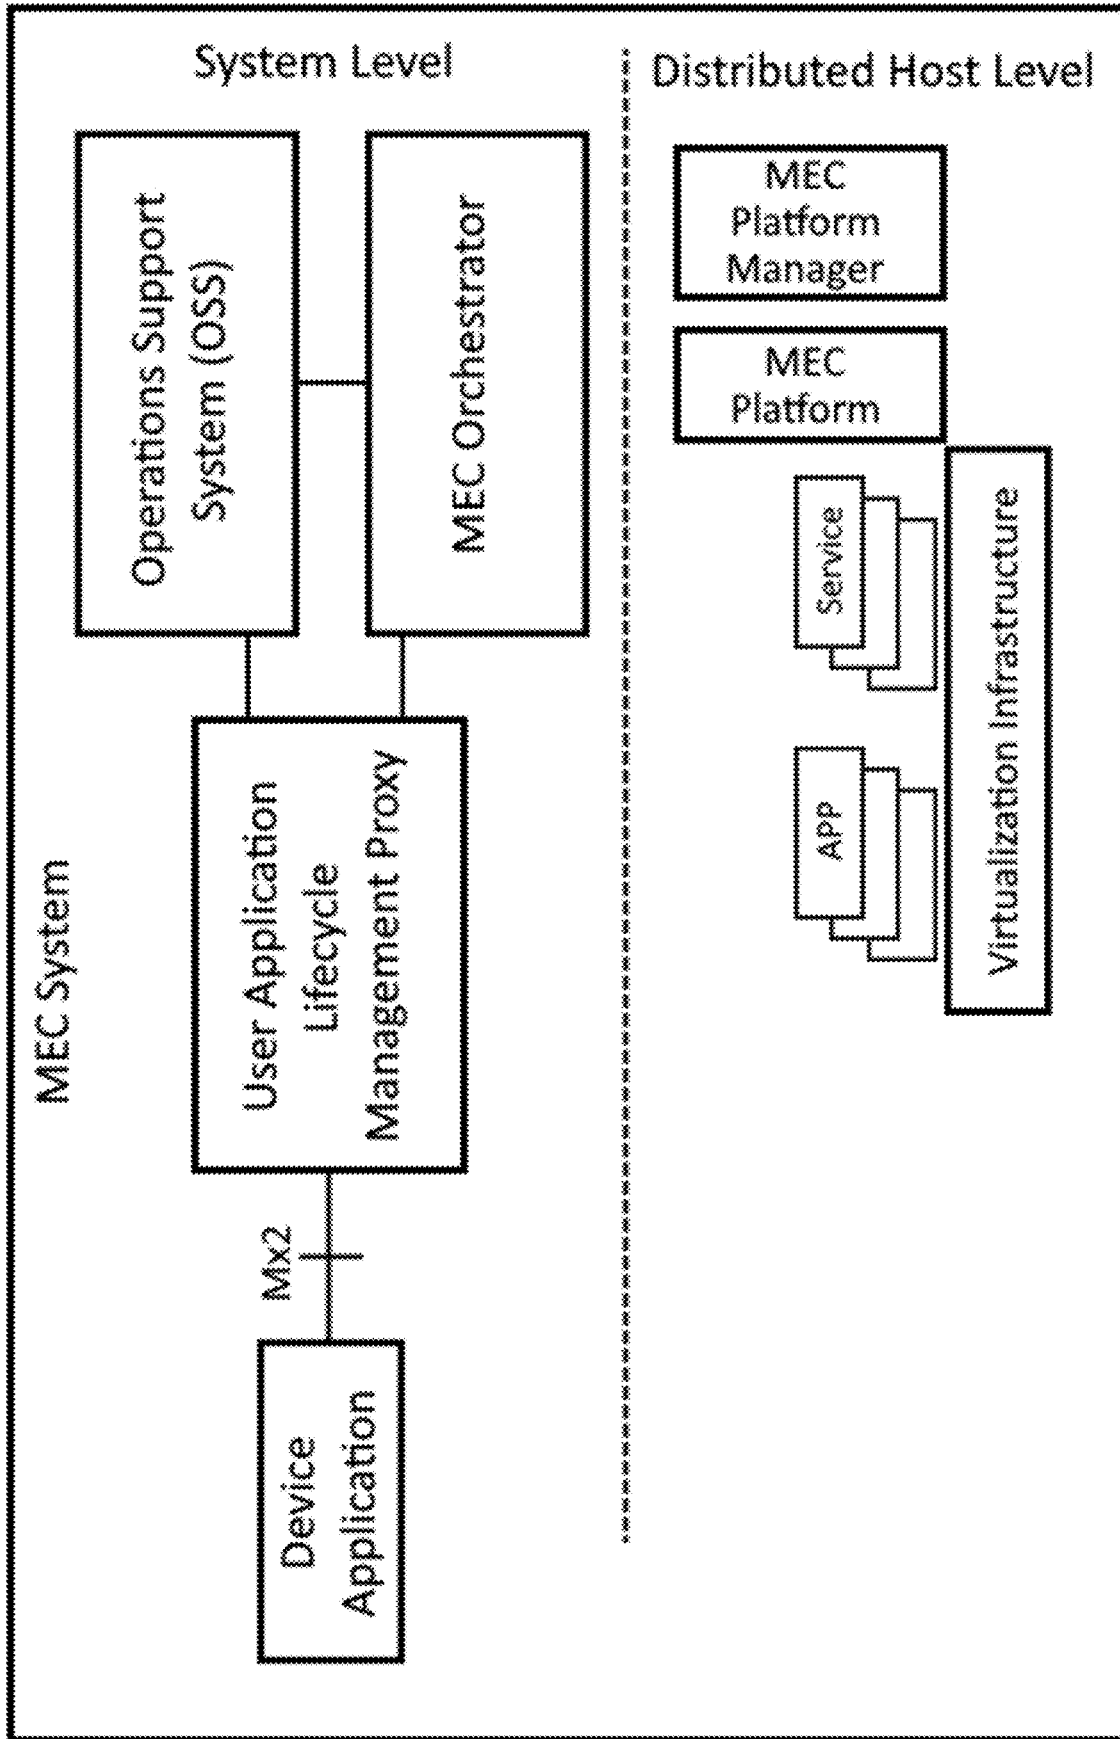 MEC System
System Level
Device
Application
Mx2
User Application
Lifecycle
Management Proxy
Operations Support
System (OSS)
MEC Orchestrator
Distributed Host Level
APP
Service
MEC
Platform
MEC
Platform
Manager
Virtualization Infrastructure